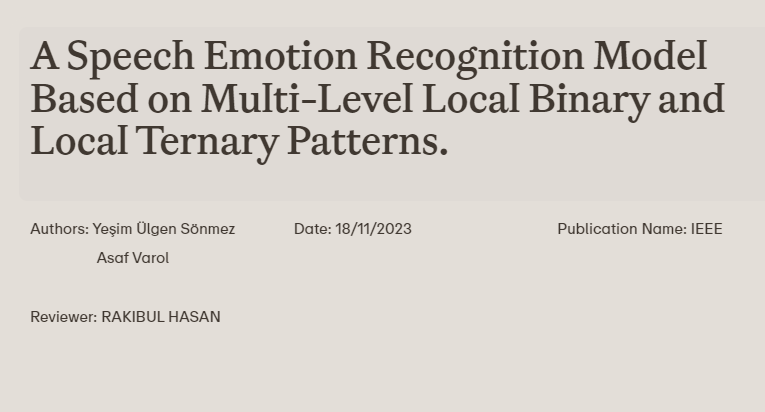 A Speech Emotion Recognition Model
Based on Multi-Level Local Binary and
Local Ternary Patterns.
Authors: Yeşim Ülgen Sönmez
Asaf Varol
Date: 18/11/2023
Publication Name: IEEE
Reviewer: RAKIBUL HASAN